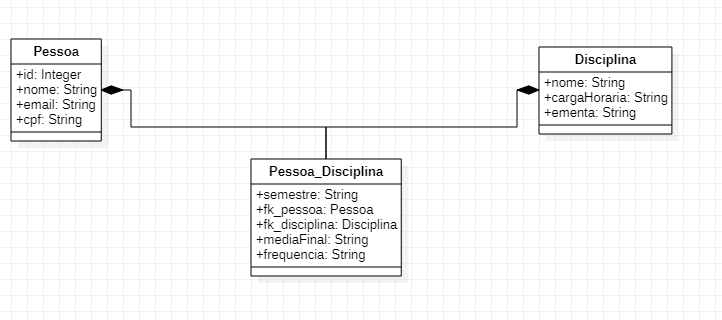 Pessoa
+id: Integer
+nome: String
+email: String
+cpf: String
Disciplina
+nome: String
+cargaHoraria: String
+ementa: String
Pessoa_Disciplina
+semestre: String
+fk_pessoa: Pessoa
+fk_disciplina: Disciplina
+mediaFinal: String
+frequencia: String